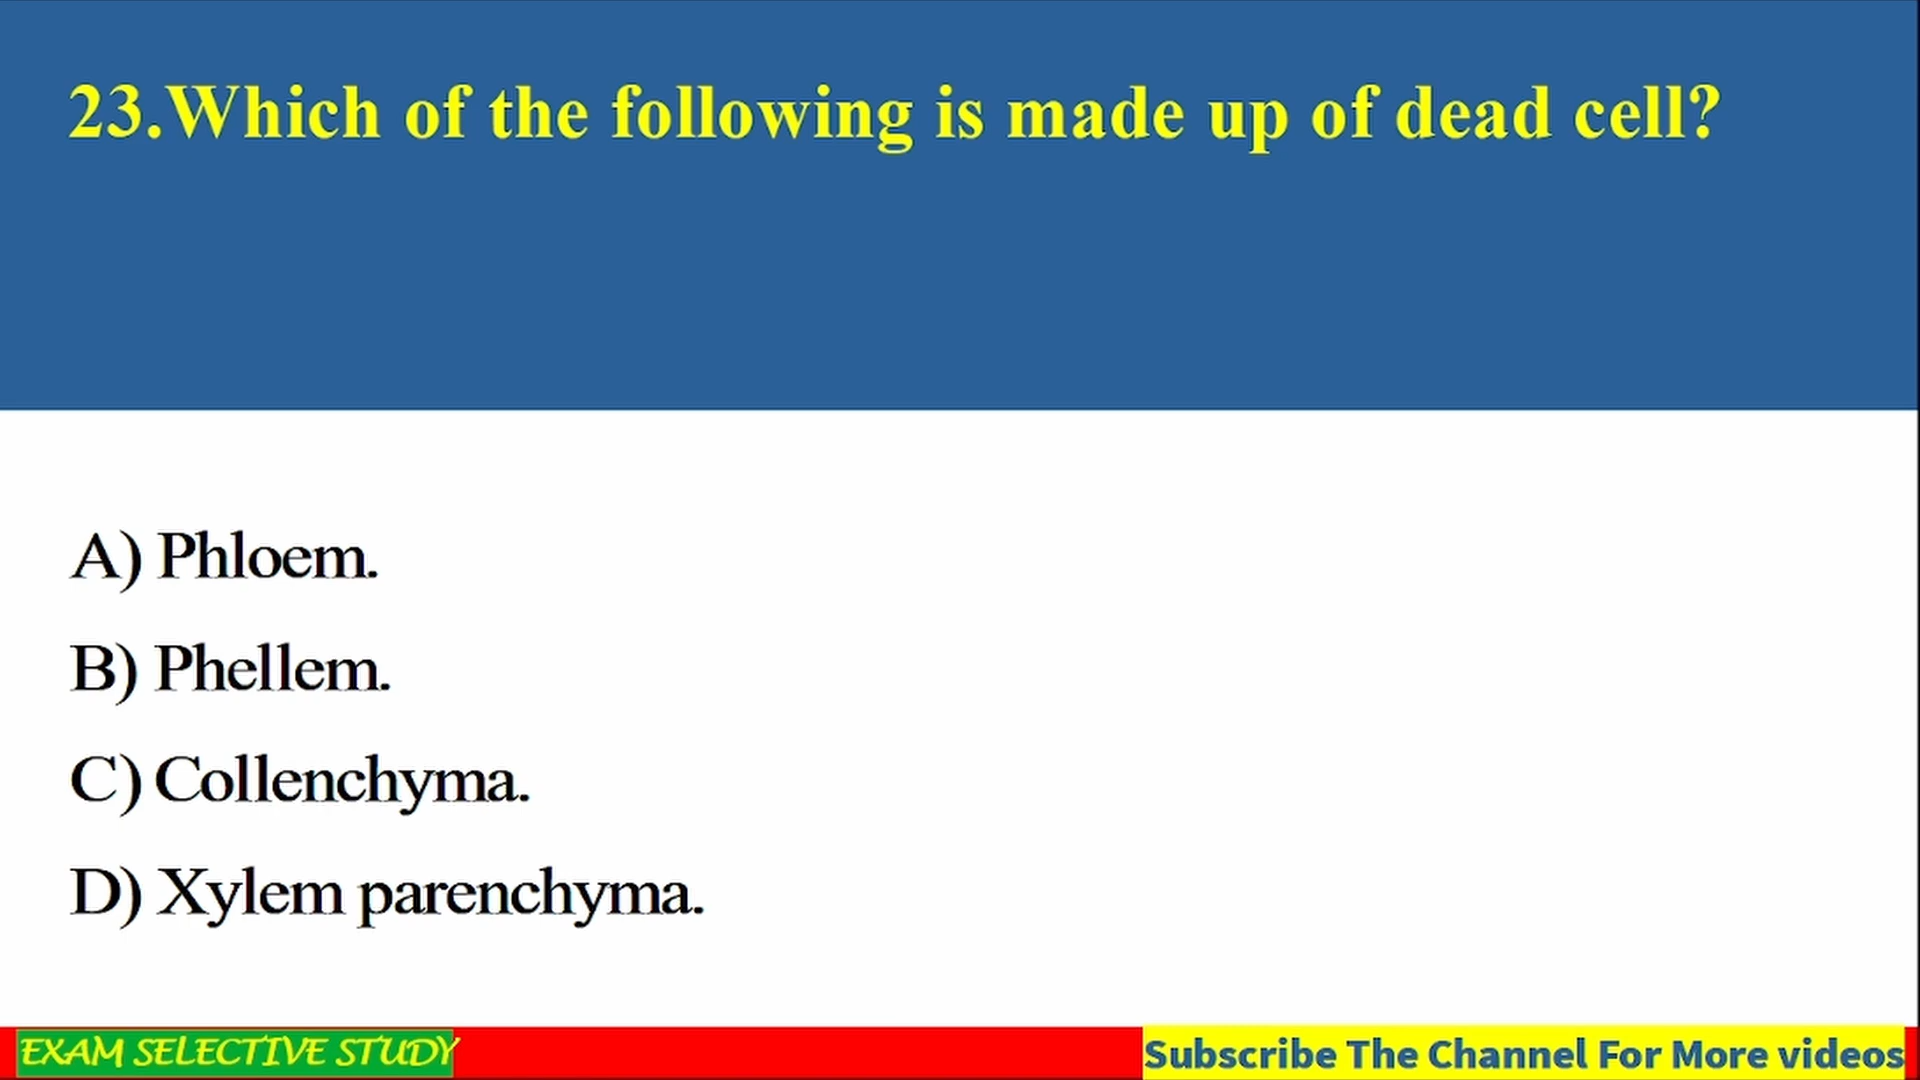 23.Which of the following is made up of dead cell?
A) Phloem.
B) Phellem.
C) Collenchyma.
D) Xylem parenchyma.
EXAM SELECTIVE STUDY
Subscribe The Channel For More videos